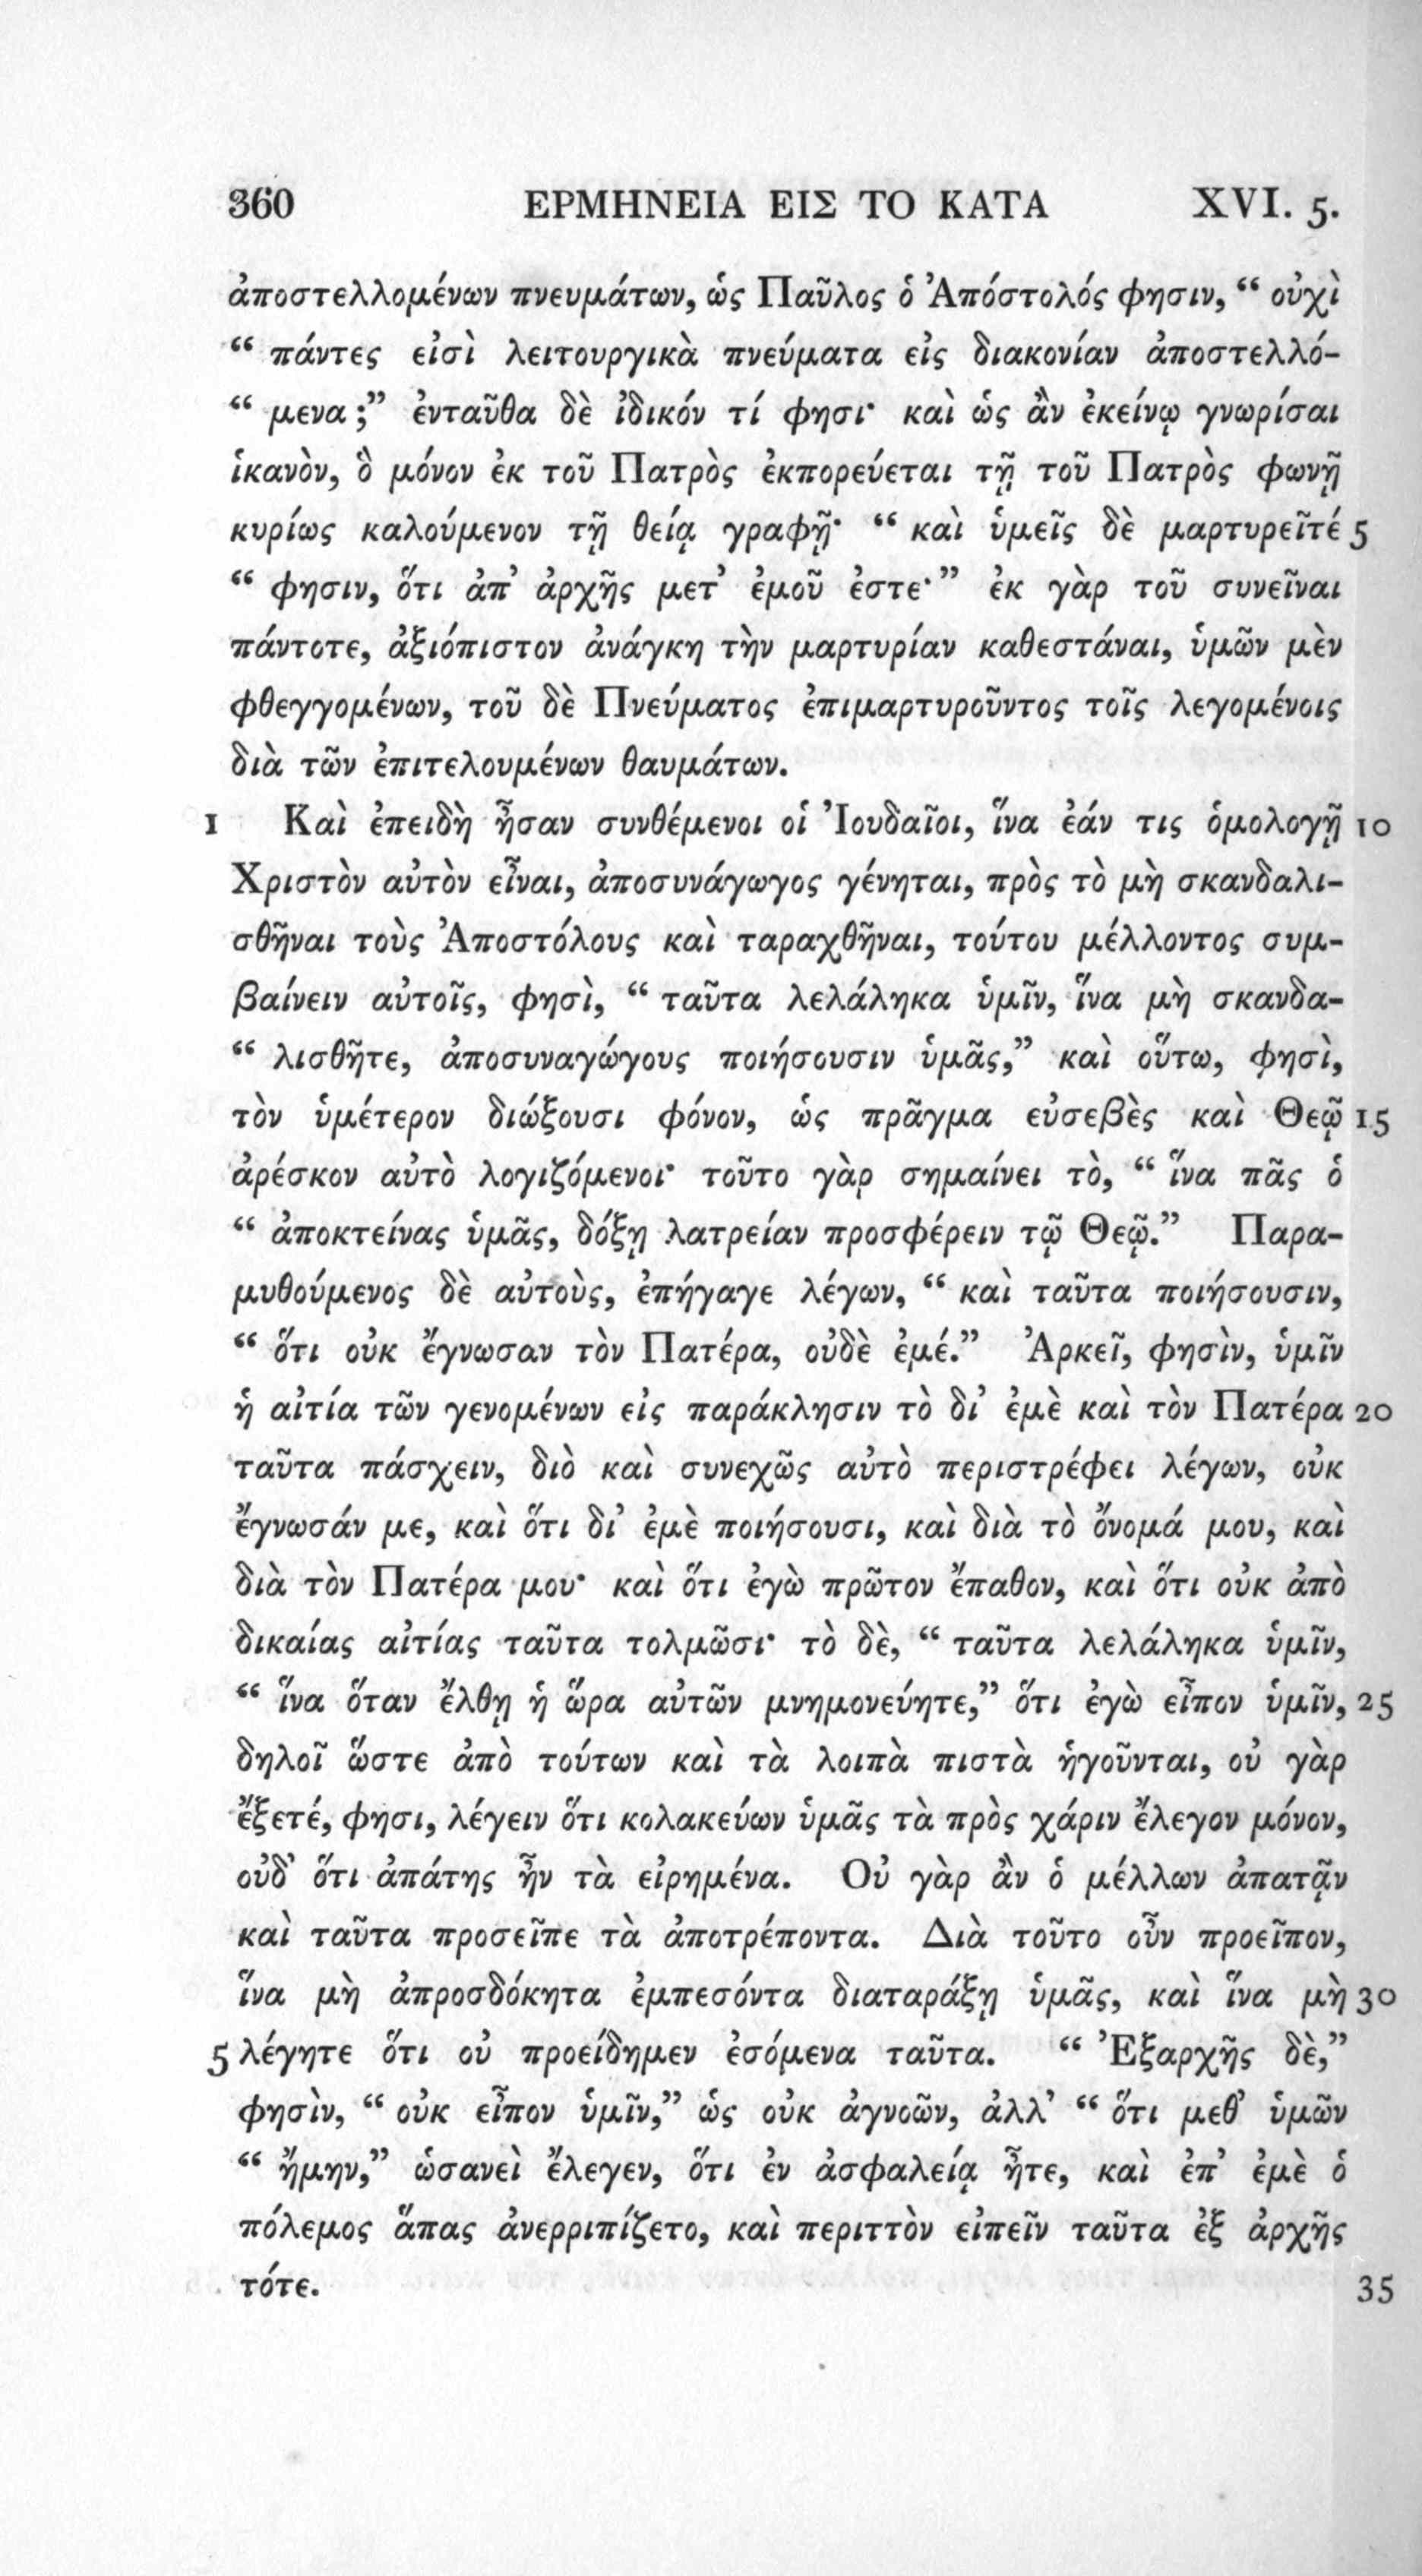 360 ΕΡΜΗΝΕΙΑ ΕΙΣ ΤΟ ΚΑΤΑ XVI. 5.
ἀποστελλομένων πνευμάτων, ὡς Παῦλος ὁ Ἀπόστολός φησιν, “ οὐχὶ
“ πάντες εἰσὶ λειτουργικὰ πνεύματα εἰς διακονίαν ἀποστελλό-
“ μενα ;” ἐνταῦθα δὲ ἰδικόν τί φησι· καὶ ὡς ἂν ἐκείνῳ γνωρίσαι
ἱκανὸν, ὃ μόνον ἐκ τοῦ Πατρὸς ἐκπορεύεται τῇ τοῦ Πατρὸς φωνῇ
κυρίως καλούμενον τῇ θείᾳ γραφῇ· “ καὶ ὑμεῖς δὲ μαρτυρεῖτέ 5
“ φησιν, ὅτι ἀπ’ ἀρχῆς μετ’ ἐμοῦ ἐστε·” ἐκ γὰρ τοῦ συνεῖναι
πάντοτε, ἀξιόπιστον ἀνάγκη τὴν μαρτυρίαν καθεστάναι, ὑμῶν μὲν
φθεγγομένων, τοῦ δὲ Πνεύματος ἐπιμαρτυροῦντος τοῖς λεγομένοις
διὰ τῶν ἐπιτελουμένων θαυμάτων.
1 Καὶ ἐπειδὴ ἦσαν συνθέμενοι οἱ Ἰουδαῖοι, ἵνα ἐάν τις ὁμολογῇ 10
Χριστὸν αὐτὸν εἶναι, ἀποσυνάγωγος γένηται, πρὸς τὸ μὴ σκανδαλι-
σθῆναι τοὺς Ἀποστόλους καὶ ταραχθῆναι, τούτου μέλλοντος συμ-
βαίνειν αὐτοῖς, φησὶ, “ ταῦτα λελάληκα ὑμῖν, ἵνα μὴ σκανδα-
“ λισθῆτε, ἀποσυναγώγους ποιήσουσιν ὑμᾶς,” καὶ οὕτω, φησὶ,
τὸν ὑμέτερον διώξουσι φόνον, ὡς πρᾶγμα εὐσεβὲς καὶ Θεῷ 15
ἀρέσκον αὐτὸ λογιζόμενοι· τοῦτο γὰρ σημαίνει τὸ, “ ἵνα πᾶς ὁ
“ ἀποκτείνας ὑμᾶς, δόξῃ λατρείαν προσφέρειν τῷ Θεῷ.” Παρα-
μυθούμενος δὲ αὐτοὺς, ἐπήγαγε λέγων, “ καὶ ταῦτα ποιήσουσιν,
“ ὅτι οὐκ ἔγνωσαν τὸν Πατέρα, οὐδὲ ἐμέ.” Ἀρκεῖ, φησὶν, ὑμῖν
ἡ αἰτία τῶν γενομένων εἰς παράκλησιν τὸ δι’ ἐμὲ καὶ τὸν Πατέρα 20
ταῦτα πάσχειν, διὸ καὶ συνεχῶς αὐτὸ περιστρέφει λέγων, οὐκ
ἔγνωσάν με, καὶ ὅτι δι’ ἐμὲ ποιήσουσι, καὶ διὰ τὸ ὄνομά μου, καὶ
διὰ τὸν Πατέρα μου· καὶ ὅτι ἐγὼ πρῶτον ἔπαθον, καὶ ὅτι οὐκ ἀπὸ
δικαίας αἰτίας ταῦτα τολμῶσι· τὸ δὲ, “ ταῦτα λελάληκα ὑμῖν,
“ ἵνα ὅταν ἔλθῃ ἡ ὥρα αὐτῶν μνημονεύητε,” ὅτι ἐγὼ εἶπον ὑμῖν, 25
δηλοῖ ὥστε ἀπὸ τούτων καὶ τὰ λοιπὰ πιστὰ ἡγοῦνται, οὐ γὰρ
ἕξετέ, φησι, λέγειν ὅτι κολακεύων ὑμᾶς τὰ πρὸς χάριν ἔλεγον μόνον,
οὐδ’ ὅτι ἀπάτης ἦν τὰ εἰρημένα. Οὐ γὰρ ἂν ὁ μέλλων ἀπατᾷν
καὶ ταῦτα προσεῖπε τὰ ἀποτρέποντα. Διὰ τοῦτο οὖν προεῖπον,
ἵνα μὴ ἀπροσδόκητα ἐμπεσόντα διαταράξῃ ὑμᾶς, καὶ ἵνα μὴ 30
5 λέγητε ὅτι οὐ προείδημεν ἐσόμενα ταῦτα. “ Ἐξαρχῆς δὲ,”
φησὶν, “ οὐκ εἶπον ὑμῖν,” ὡς οὐκ ἀγνοῶν, ἀλλ’ “ ὅτι μεθ’ ὑμῶν
“ ἤμην,” ὡσανεὶ ἔλεγεν, ὅτι ἐν ἀσφαλείᾳ ἦτε, καὶ ἐπ’ ἐμὲ ὁ
πόλεμος ἅπας ἀνερριπίζετο, καὶ περιττὸν εἰπεῖν ταῦτα ἐξ ἀρχῆς
τότε. 35